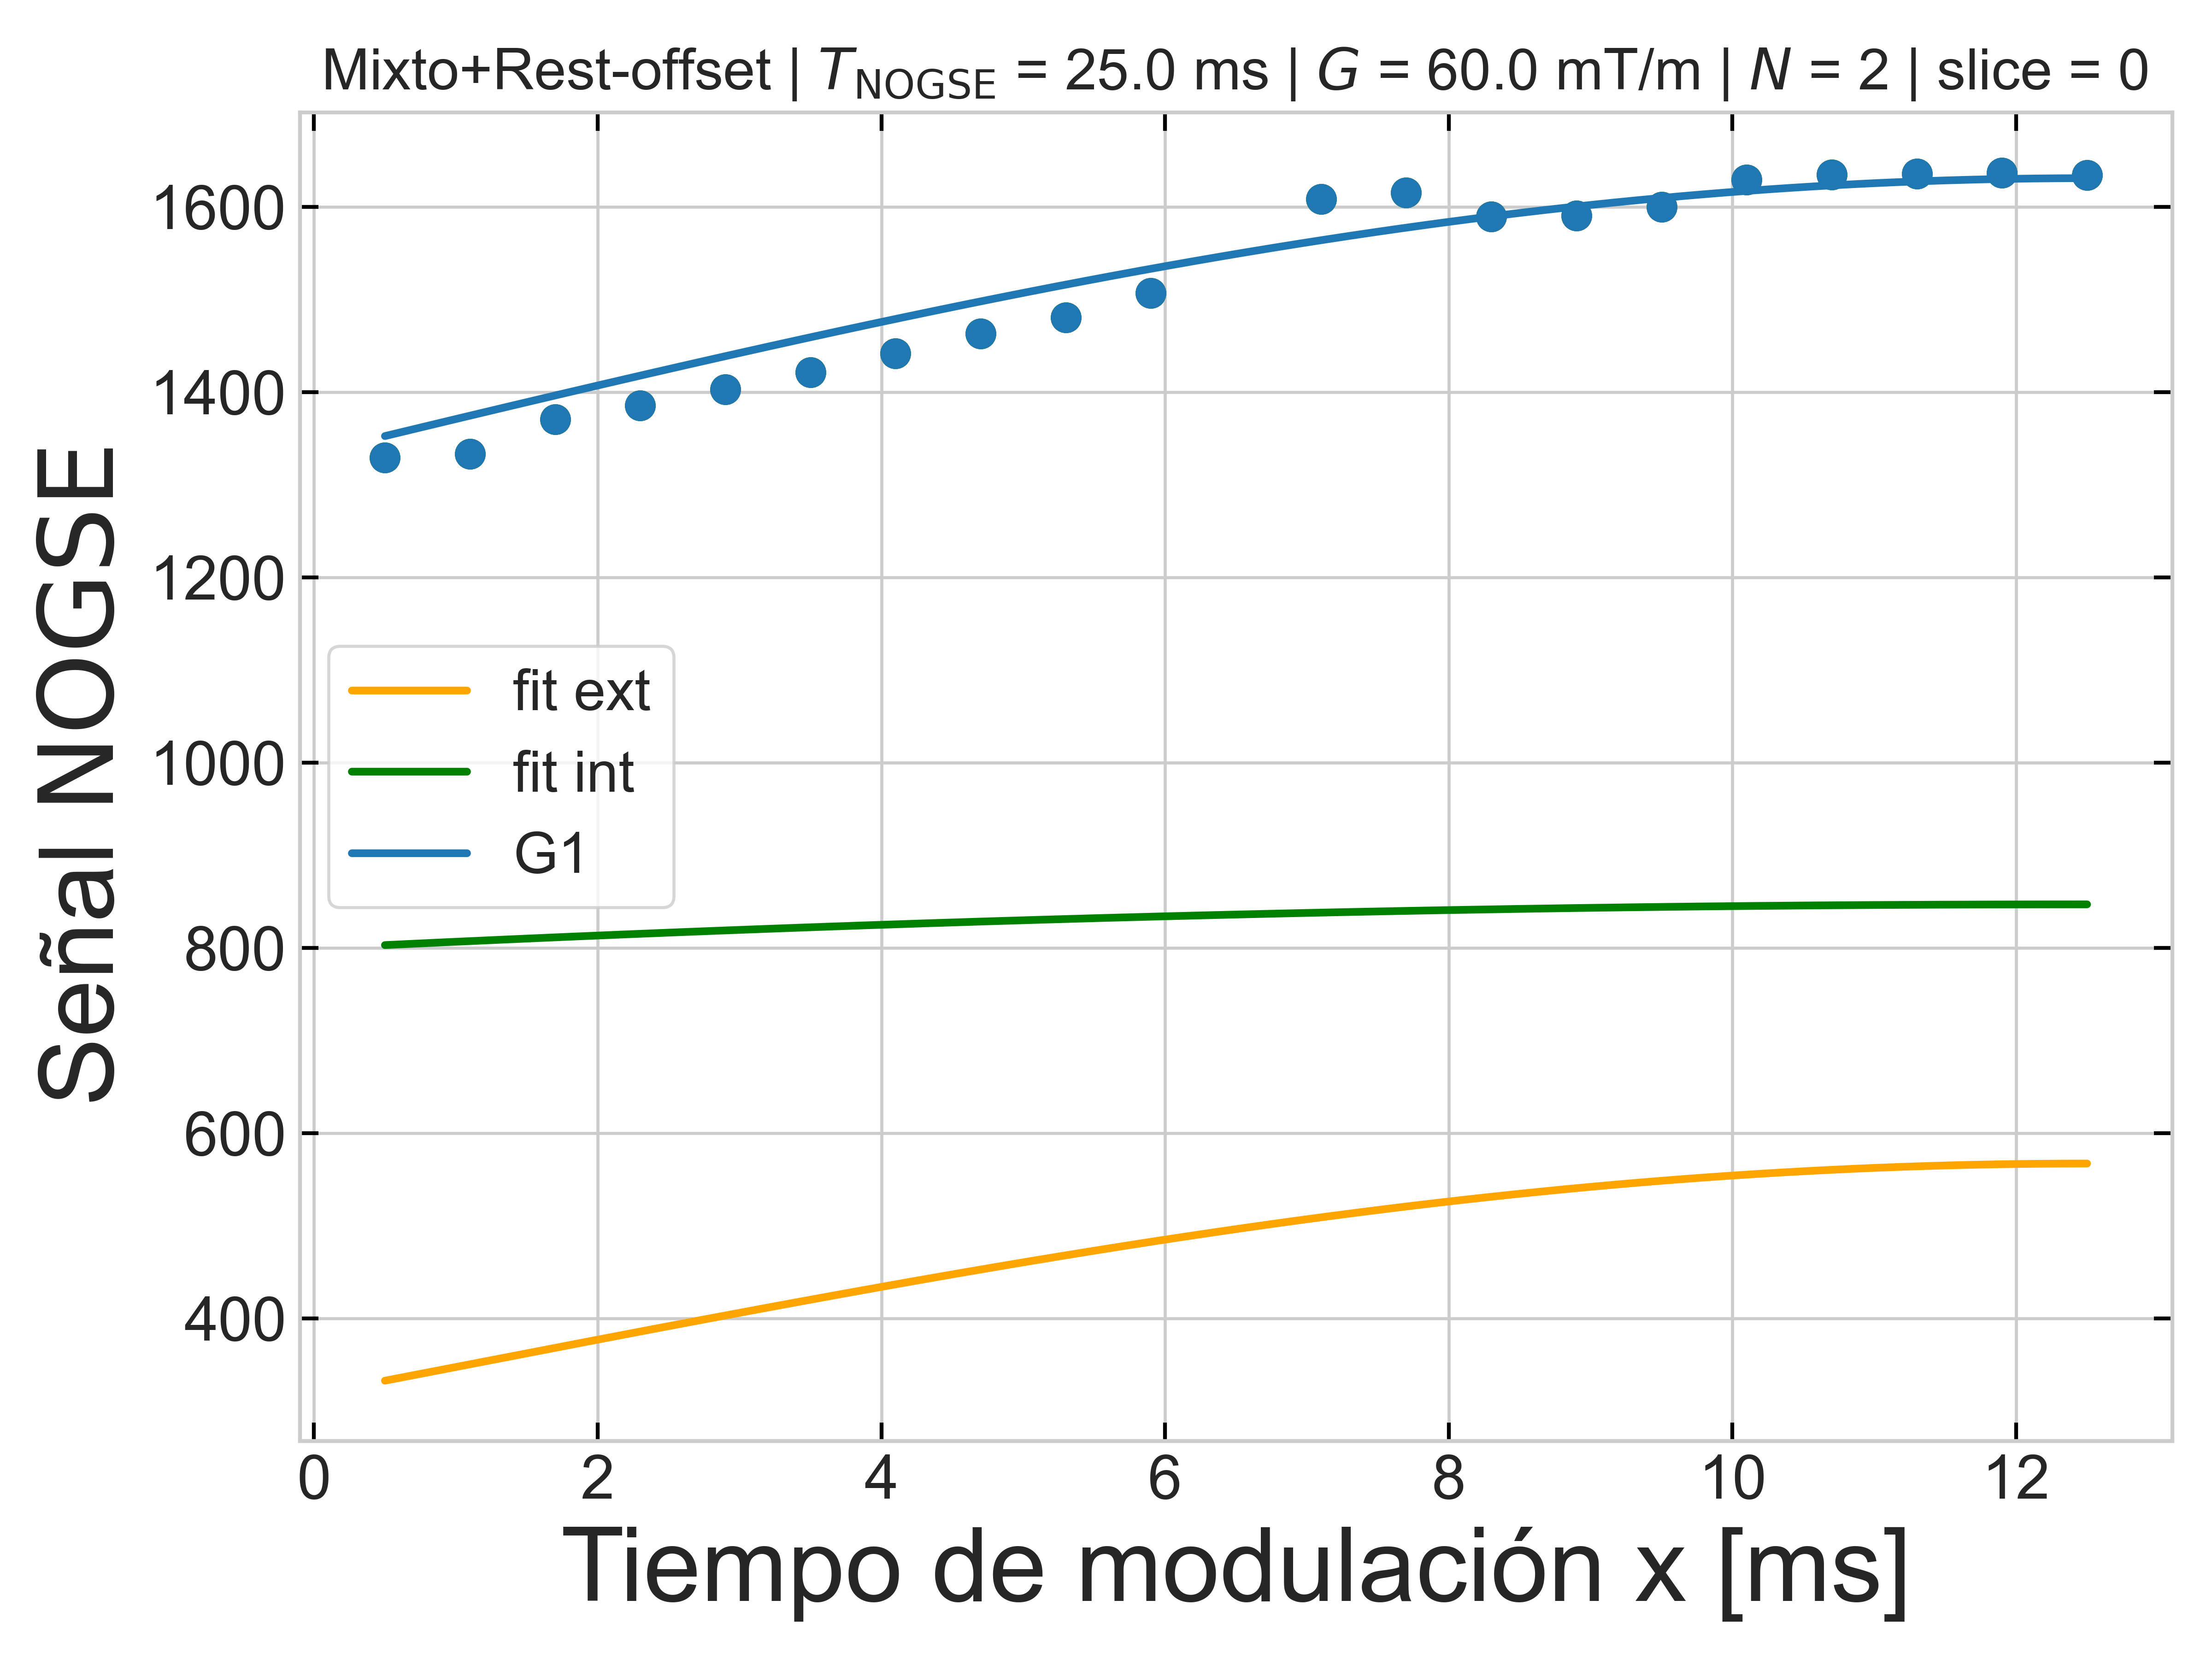 Mixto+Rest-offset | T_NOGSE = 25.0 ms | G = 60.0 mT/m | N = 2 | slice = 0
Señal NOGSE
1600
1400
1200
1000
800
600
400
fit ext
fit int
G1
0 2 4 6 8 10 12
Tiempo de modulación x [ms]